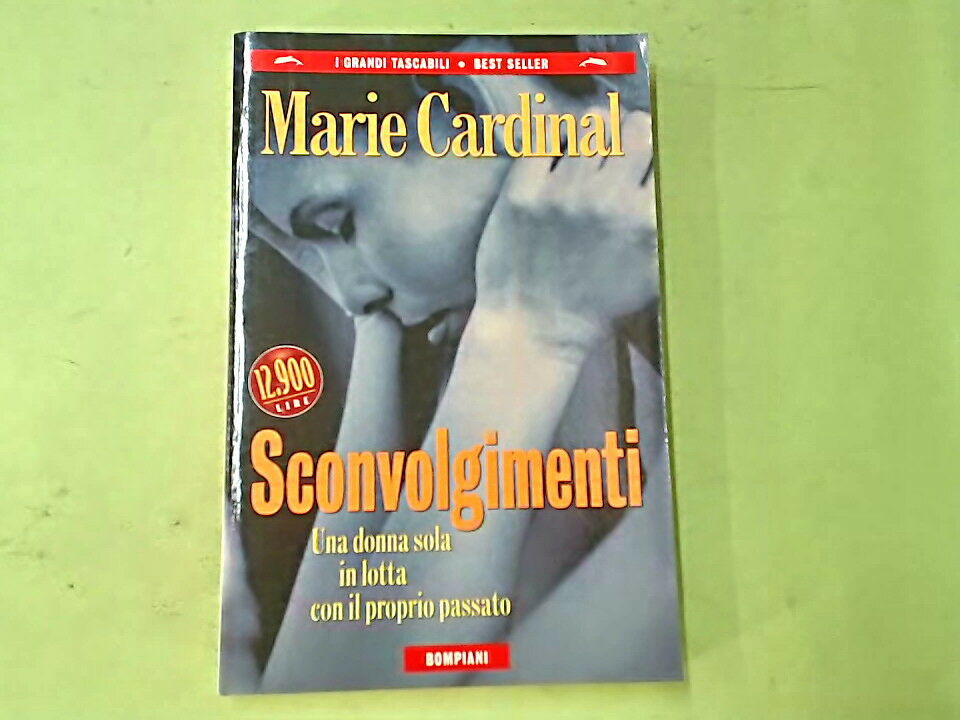 I GRANDI TASCABILI • BEST SELLER
Marie Cardinal
12.900
LIRE
Sconvolgimenti
Una donna sola
in lotta
con il proprio passato
BOMPIANI